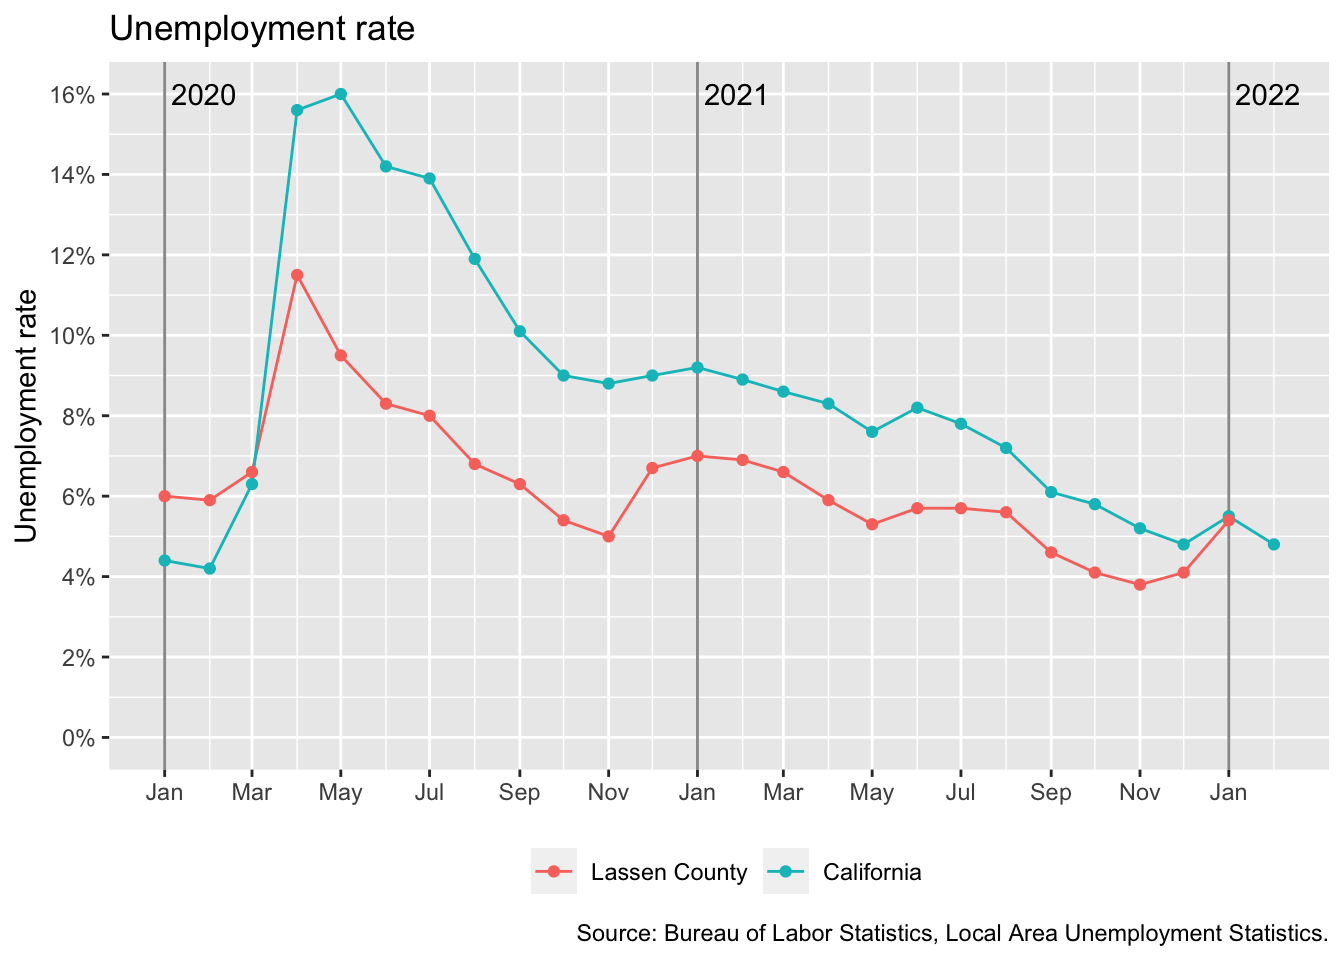 Unemployment rate
2020 2021 2022
16%
14%
12%
10%
8%
6%
4%
2%
0%
Unemployment rate
Jan Mar May Jul Sep Nov Jan Mar May Jul Sep Nov Jan
Lassen County California
Source: Bureau of Labor Statistics, Local Area Unemployment Statistics.